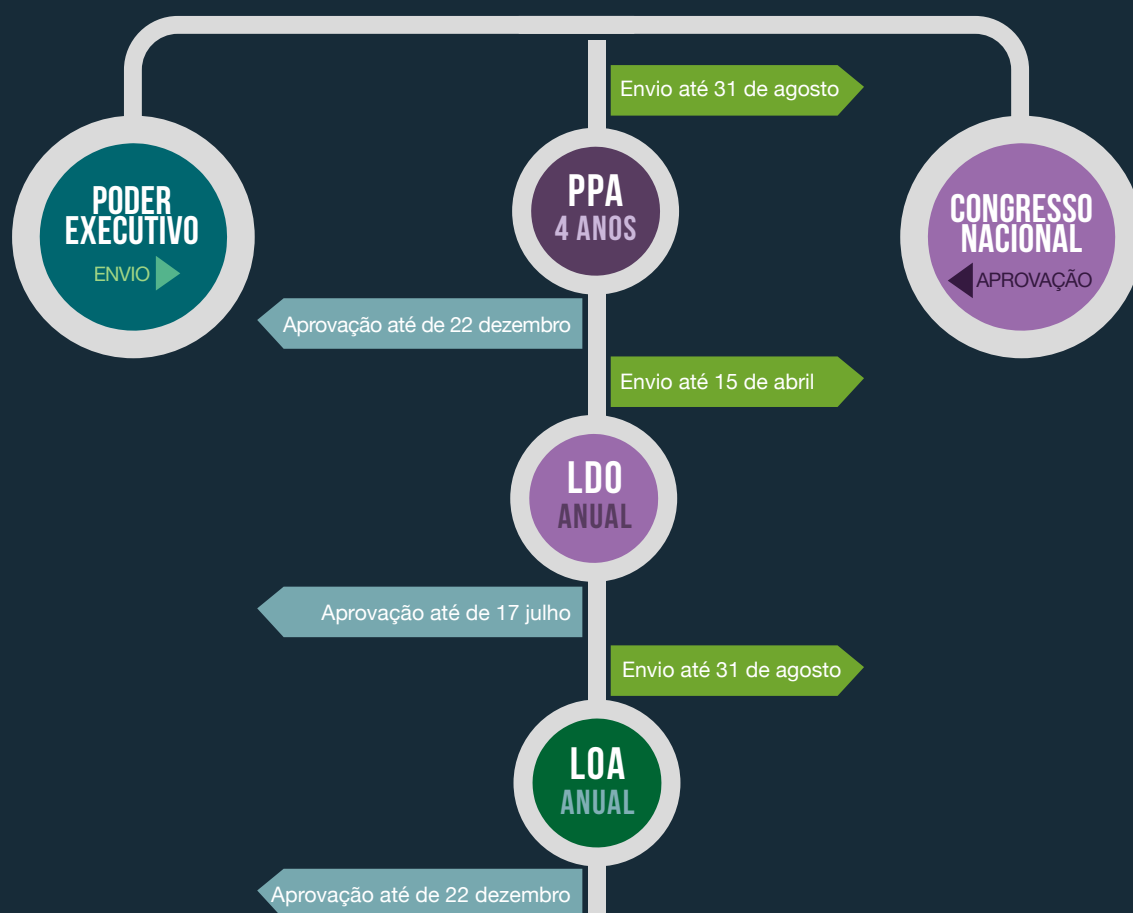 Envio até 31 de agosto
PODER
EXECUTIVO
ENVIO
PPA
4 ANOS
CONGRESSO
NACIONAL
APROVAÇÃO
Aprovação até de 22 dezembro
Envio até 15 de abril
LDO
ANUAL
Aprovação até de 17 julho
Envio até 31 de agosto
LOA
ANUAL
Aprovação até de 22 dezembro